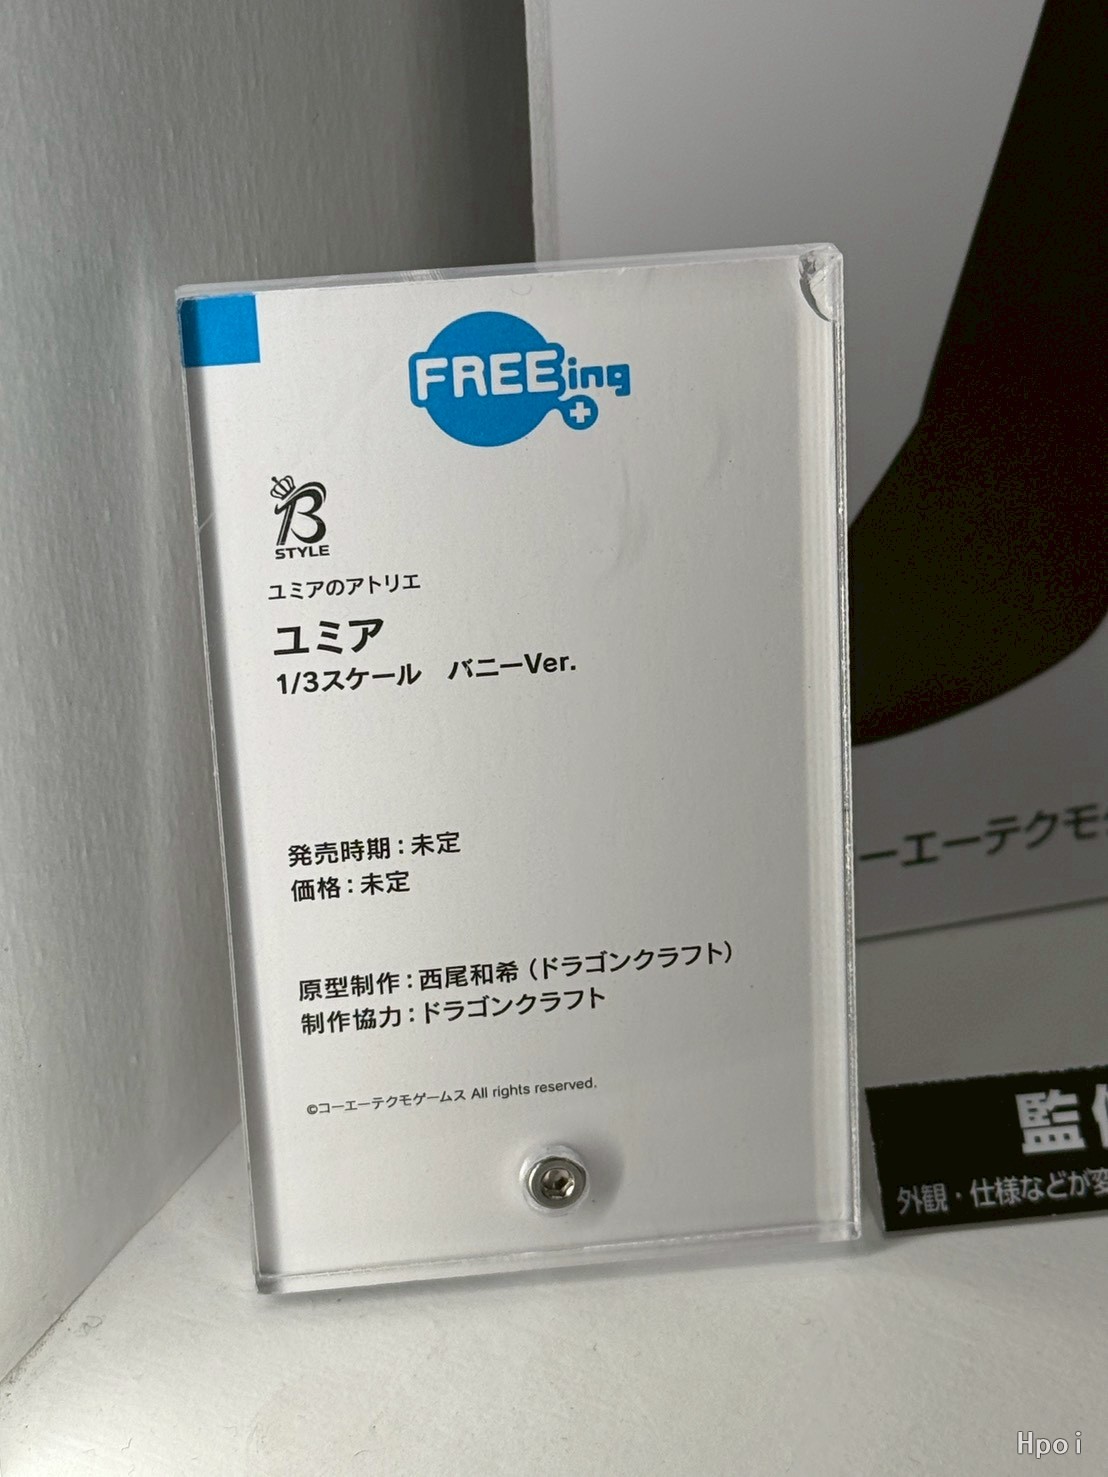 FREEing
B
STYLE
ユミアのアトリエ
ユミア
1/3スケール　バニーVer.
発売時期：未定
価格：未定
原型制作：西尾和希（ドラゴンクラフト）
制作協力：ドラゴンクラフト
©コーエーテクモゲームス All rights reserved.
ーエーテクモ
監
外観・仕様などが変
Hpoi